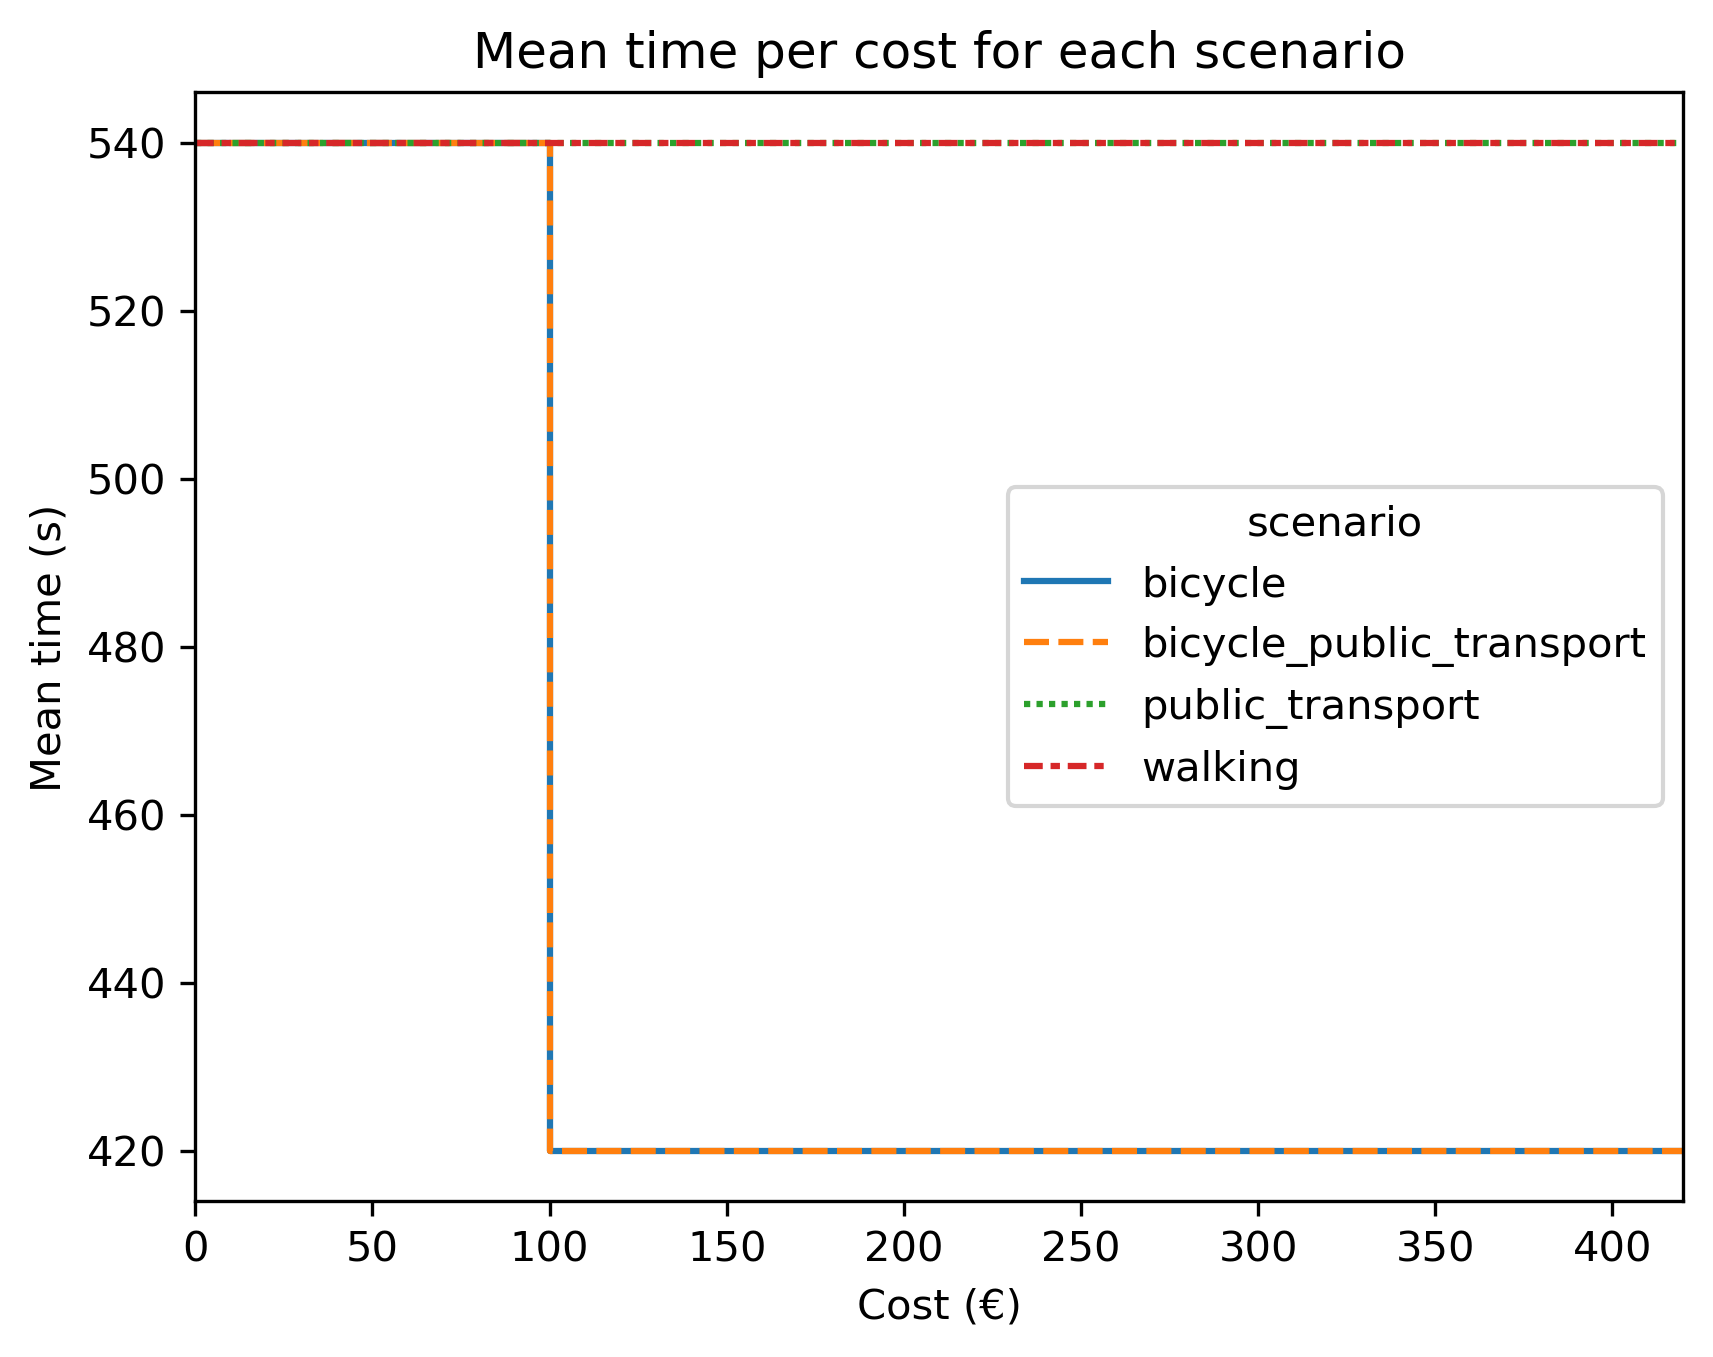 Mean time per cost for each scenario
540
520
500
480
460
440
420
Mean time (s)
scenario
bicycle
bicycle_public_transport
public_transport
walking
0 50 100 150 200 250 300 350 400
Cost (€)